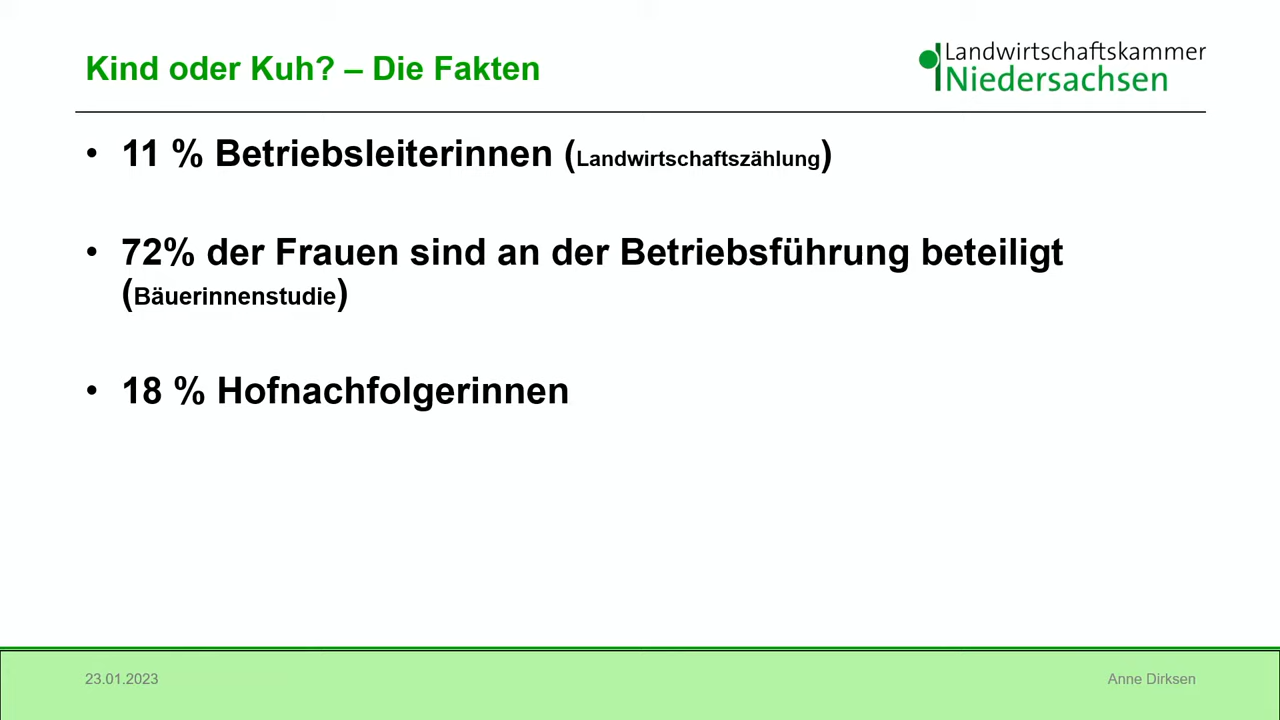 Kind oder Kuh? – Die Fakten
Landwirtschaftskammer
Niedersachsen
• 11 % Betriebsleiterinnen (Landwirtschaftszählung)
• 72% der Frauen sind an der Betriebsführung beteiligt
(Bäuerinnenstudie)
• 18 % Hofnachfolgerinnen
23.01.2023
Anne Dirksen